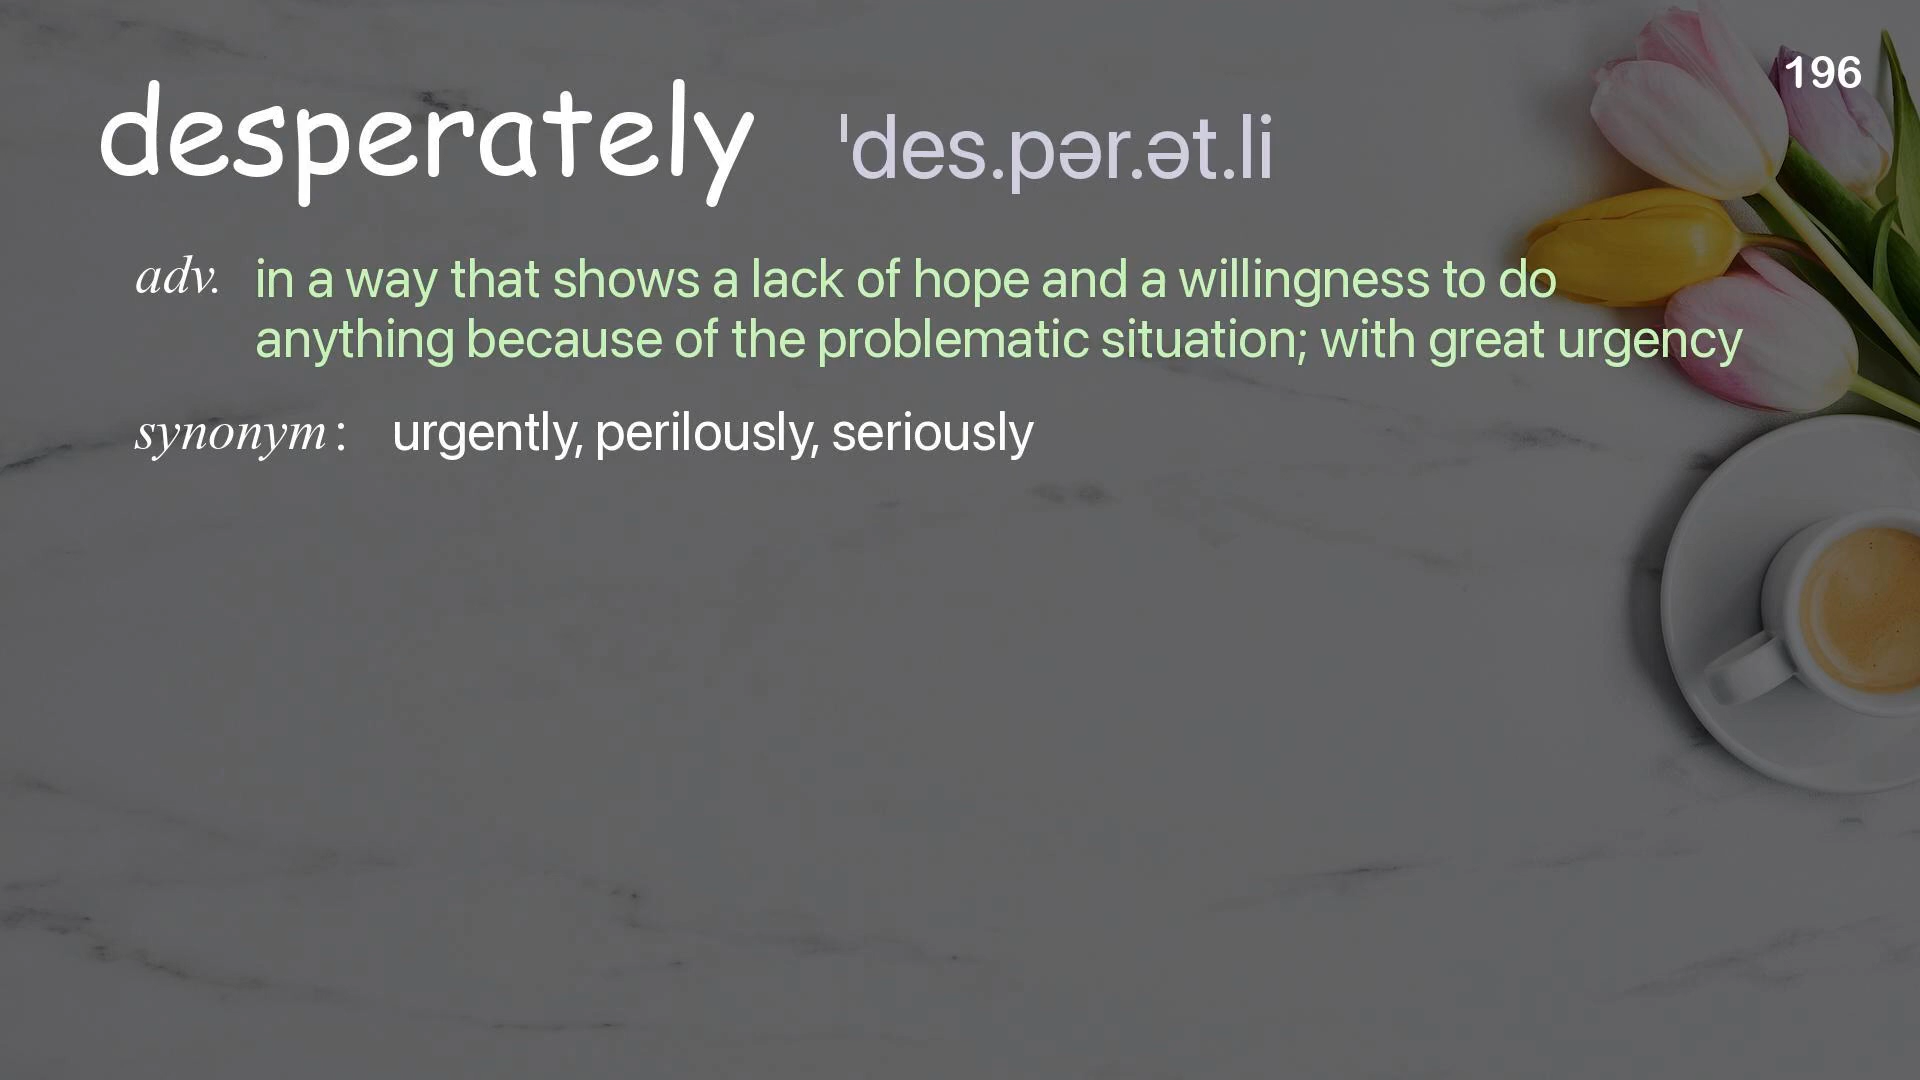 196
desperately ˈdes.pər.ət.li
adv. in a way that shows a lack of hope and a willingness to do
anything because of the problematic situation; with great urgency
synonym : urgently, perilously, seriously